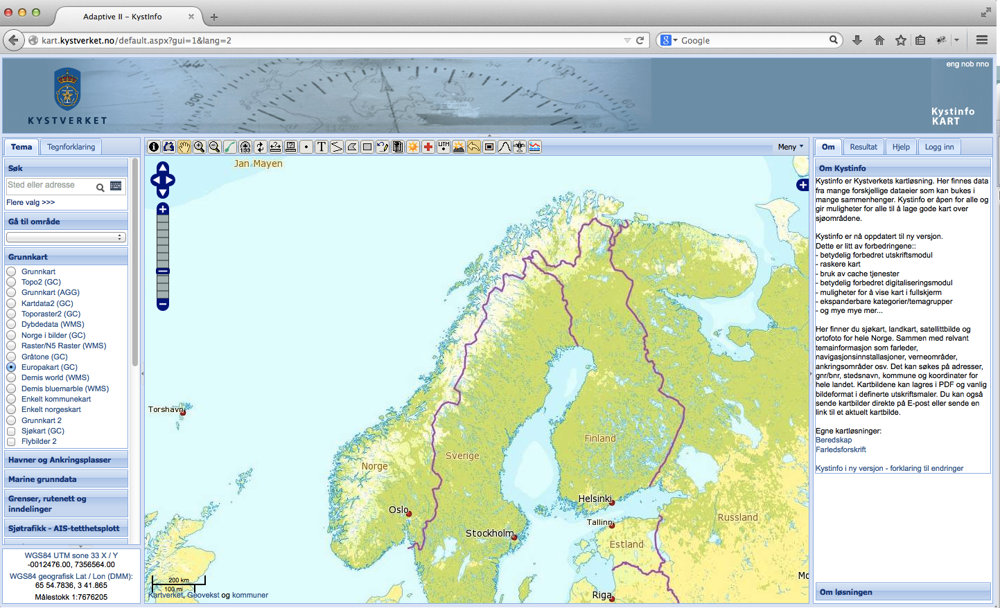 Adaptive II – KystInfo
kart.kystverket.no/default.aspx?gui=1&lang=2
Google
eng nob nno
300
KYSTVERKET
Kystinfo
KART
Tema
Tegnforklaring
Søk
Sted eller adresse
Flere valg >>>
Gå til område
Grunnkart
Grunnkart
Topo2 (GC)
Grunnkart (AGG)
Kartdata2 (GC)
Toporaster2 (GC)
Dybdedata (WMS)
Norge i bilder (GC)
Raster/N5 Raster (WMS)
Gråtone (GC)
Europakart (GC)
Demis world (WMS)
Demis bluemarble (WMS)
Enkelt kommunekart
Enkelt norgeskart
Grunnkart 2
Sjøkart (GC)
Flybilder 2
Havner og Ankringsplasser
Marine grunndata
Grenser, rutenett og
inndelinger
Sjøtrafikk - AIS-tetthetsplott
WGS84 UTM sone 33 X / Y
-0012476.00, 7356564.00
WGS84 geografisk Lat / Lon (DMM):
65 54.7836, 3 41.865
Målestokk 1:7676205
UTM
Meny
Jan Mayen
Torshavn
Norge
Sverige
Finland
Oslo
Stockholm
Helsinki
Tallinn
Estland
Russland
Riga
Mo
200 km
100 mi
Kartverket, Geovekst og kommuner
Om
Resultat
Hjelp
Logg inn
Om Kystinfo
Kystinfo er Kystverkets kartløsning. Her finnes data
fra mange forskjellige dataeier som kan bukes i
mange sammenhenger. Kystinfo er åpen for alle og
gir muligheter for alle til å lage gode kart over
sjøområdene.
Kystinfo er nå oppdatert til ny versjon.
Dette er litt av forbedringene::
- betydelig forbedret utskriftsmodul
- raskere kart
- bruk av cache tjenester
- betydelig forbedret digitaliseringsmodul
- muligheter for å vise kart i fullskjerm
- ekspanderbare kategorier/temagrupper
- og mye mye mer...
Her finner du sjøkart, landkart, satellittbilde og
ortofoto for hele Norge. Sammen med relevant
temainformasjon som farleder,
navigasjonsinnstallasjoner, verneområder,
ankringsområder osv. Det kan søkes på adresser,
gnr/bnr, stedsnavn, kommune og koordinater for
hele landet. Kartbildene kan lagres i PDF og vanlig
bildeformat i definerte utskriftsmaler. Du kan også
sende kartbilder direkte på E-post eller sende en
link til et aktuelt kartbilde.
Egne kartløsninger:
Beredskap
Farledsforskrift
Kystinfo i ny versjon - forklaring til endringer
Om løsningen